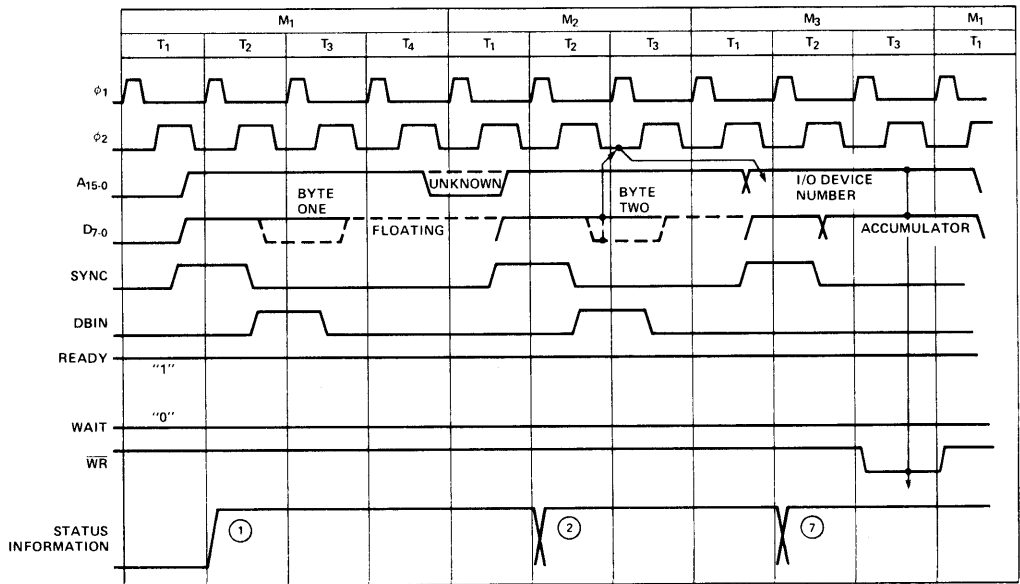 M1 M2 M3 M1
T1 T2 T3 T4 T1 T2 T3 T1 T2 T3 T1
ϕ1
ϕ2
A15-0 UNKNOWN
BYTE ONE
BYTE TWO
I/O DEVICE NUMBER
D7-0 FLOATING ACCUMULATOR
SYNC
DBIN
READY
"1"
"0"
WAIT
W̅R̅
STATUS INFORMATION
1 2 7